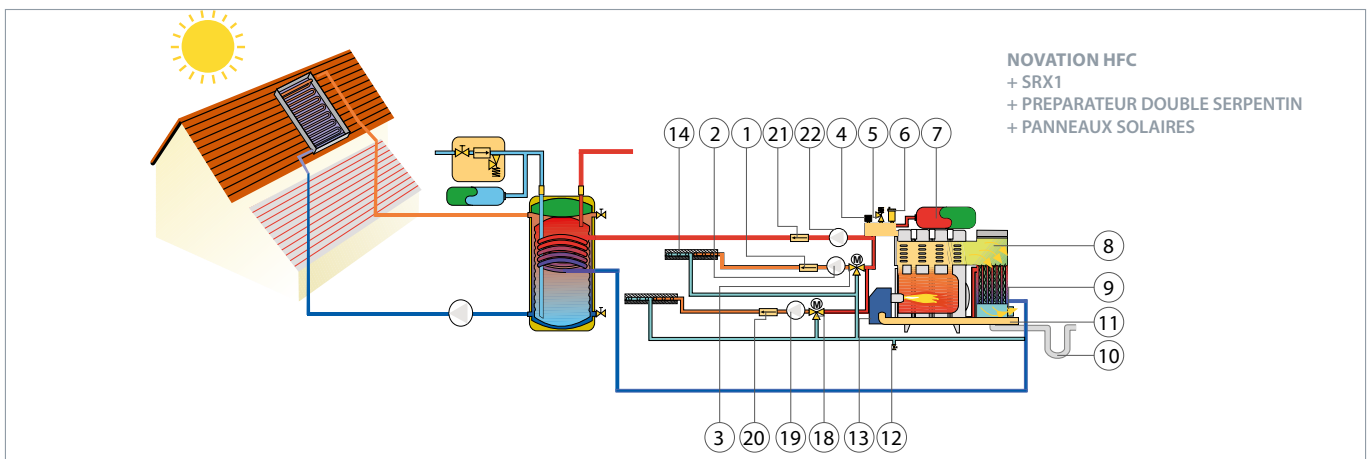 NOVATION HFC
+ SRX1
+ PREPARATEUR DOUBLE SERPENTIN
+ PANNEAUX SOLAIRES
14 2 1 21 22 4 5 6 7
M
8
9
M
11
10
3 20 19 18 13 12